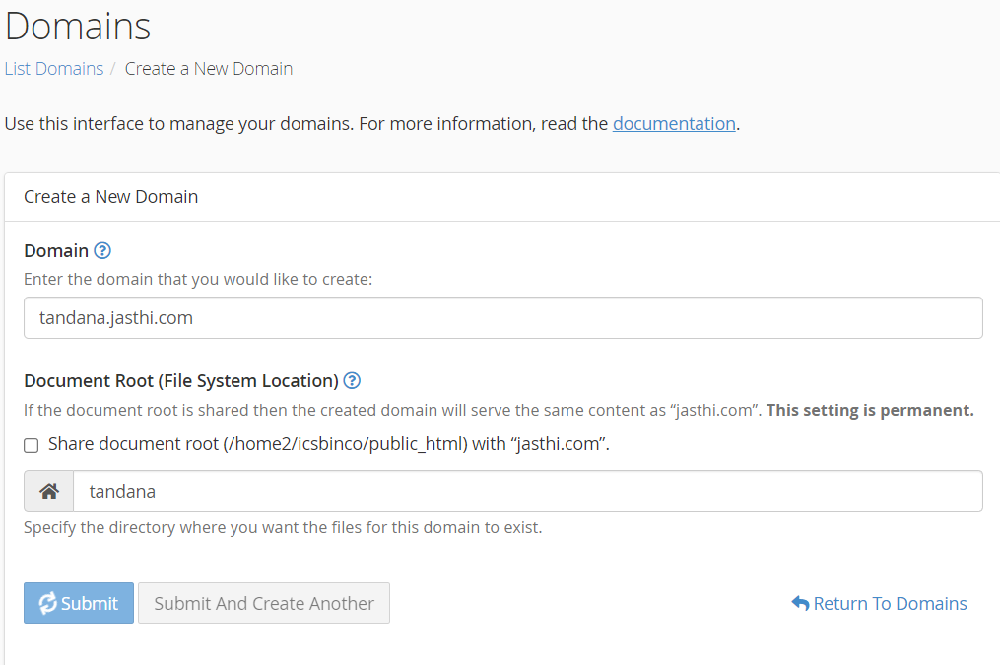 Domains
List Domains / Create a New Domain
Use this interface to manage your domains. For more information, read the documentation.
Create a New Domain
Domain
Enter the domain that you would like to create:
tandana.jasthi.com
Document Root (File System Location)
If the document root is shared then the created domain will serve the same content as “jasthi.com”. This setting is permanent.
Share document root (/home2/icsbinco/public_html) with “jasthi.com”.
tandana
Specify the directory where you want the files for this domain to exist.
Submit Submit And Create Another Return To Domains